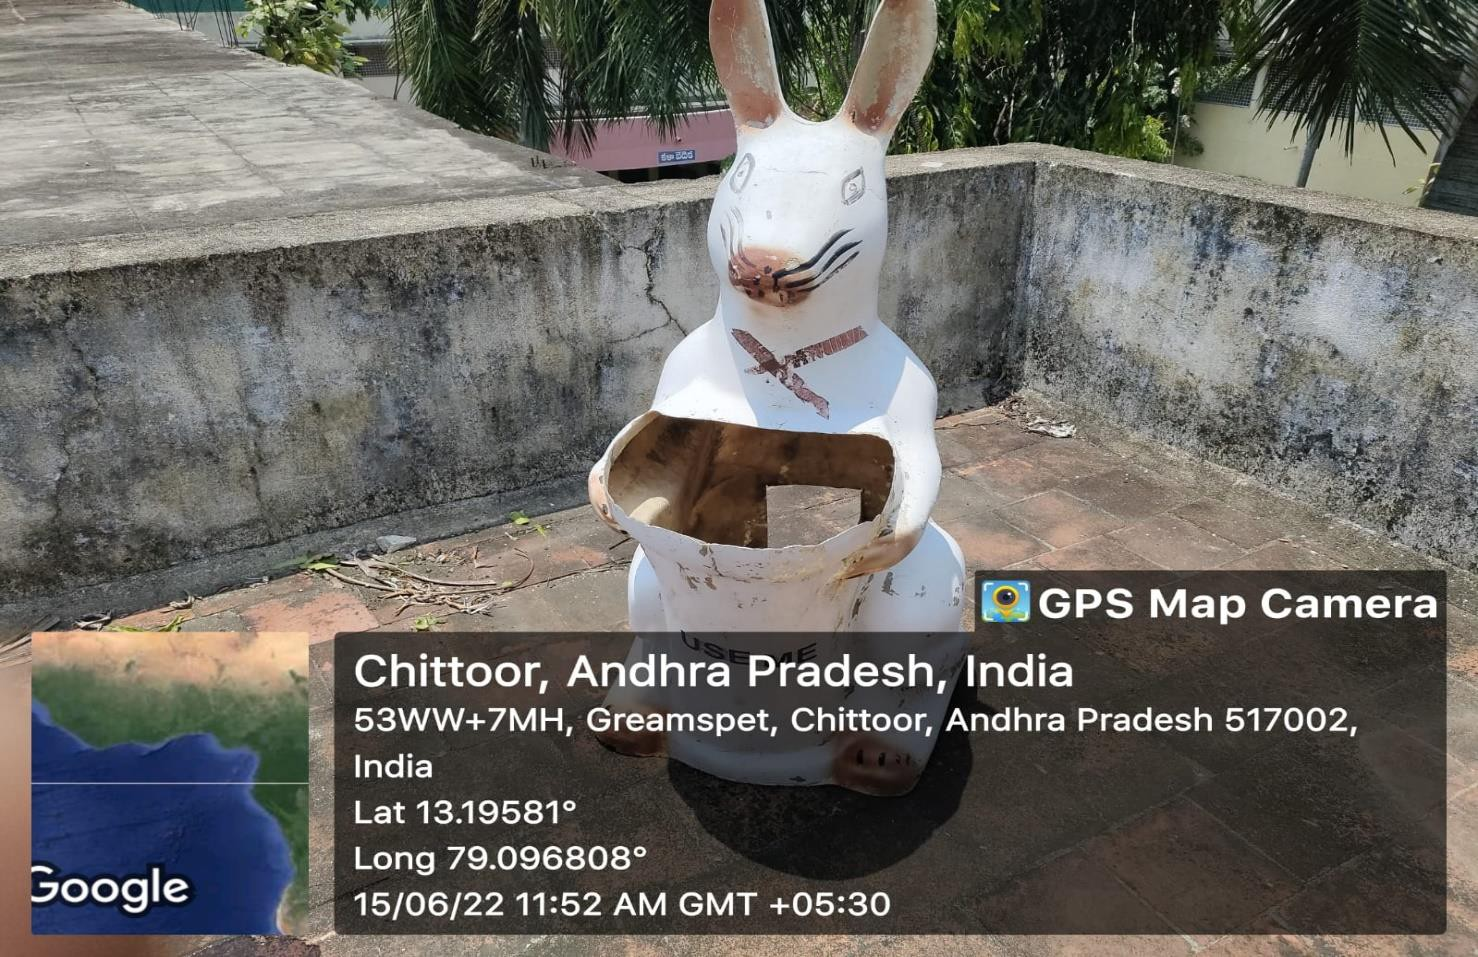 కళా వేదిక
USE ME
GPS Map Camera
Chittoor, Andhra Pradesh, India
53WW+7MH, Greamspet, Chittoor, Andhra Pradesh 517002,
India
Lat 13.19581°
Long 79.096808°
15/06/22 11:52 AM GMT +05:30
Google